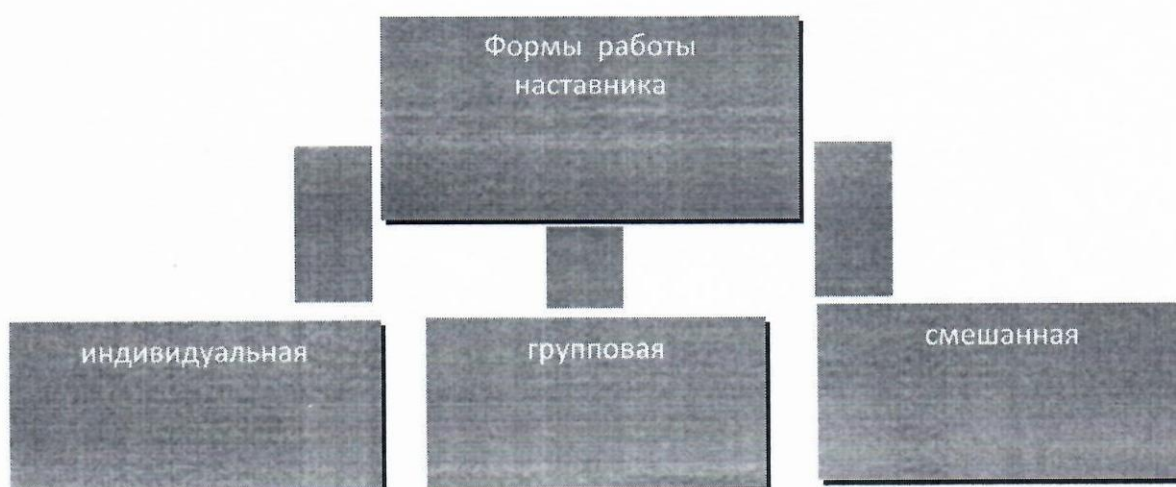 Формы работы
наставника
индивидуальная
групповая
смешанная